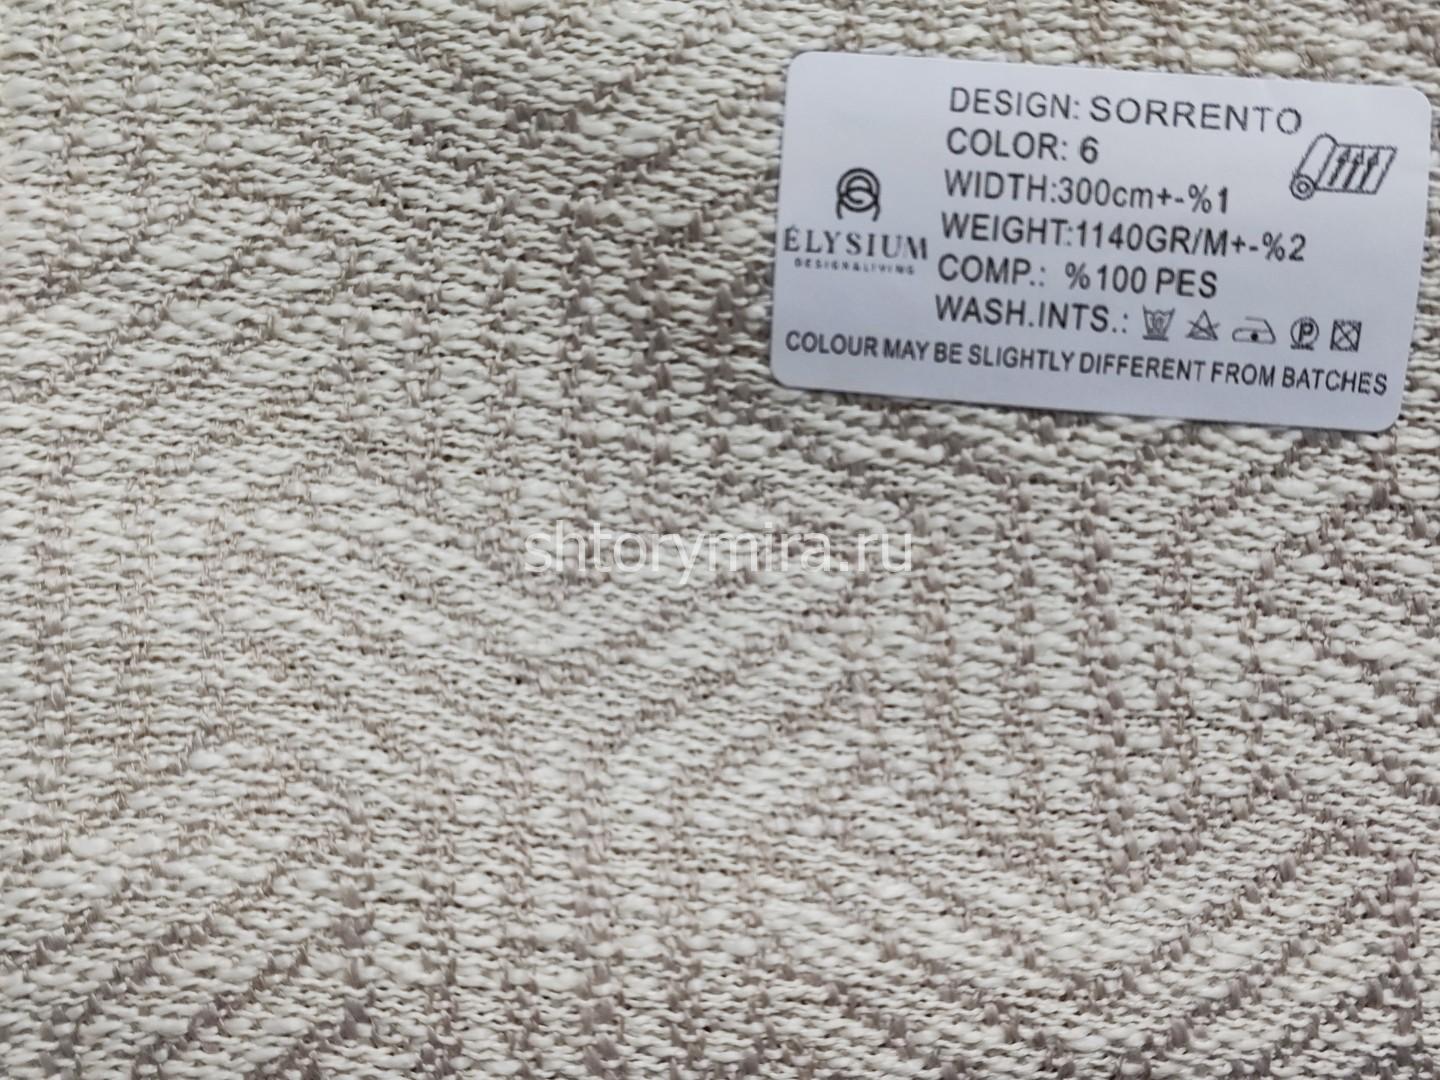 DESIGN: SORRENTO
COLOR: 6
WIDTH:300cm+-%1
WEIGHT:1140GR/M+-%2
COMP.: %100 PES
WASH.INTS.: P
COLOUR MAY BE SLIGHTLY DIFFERENT FROM BATCHES
ÉLYSIUM
DESIGN&LIVING
shtorymira.ru